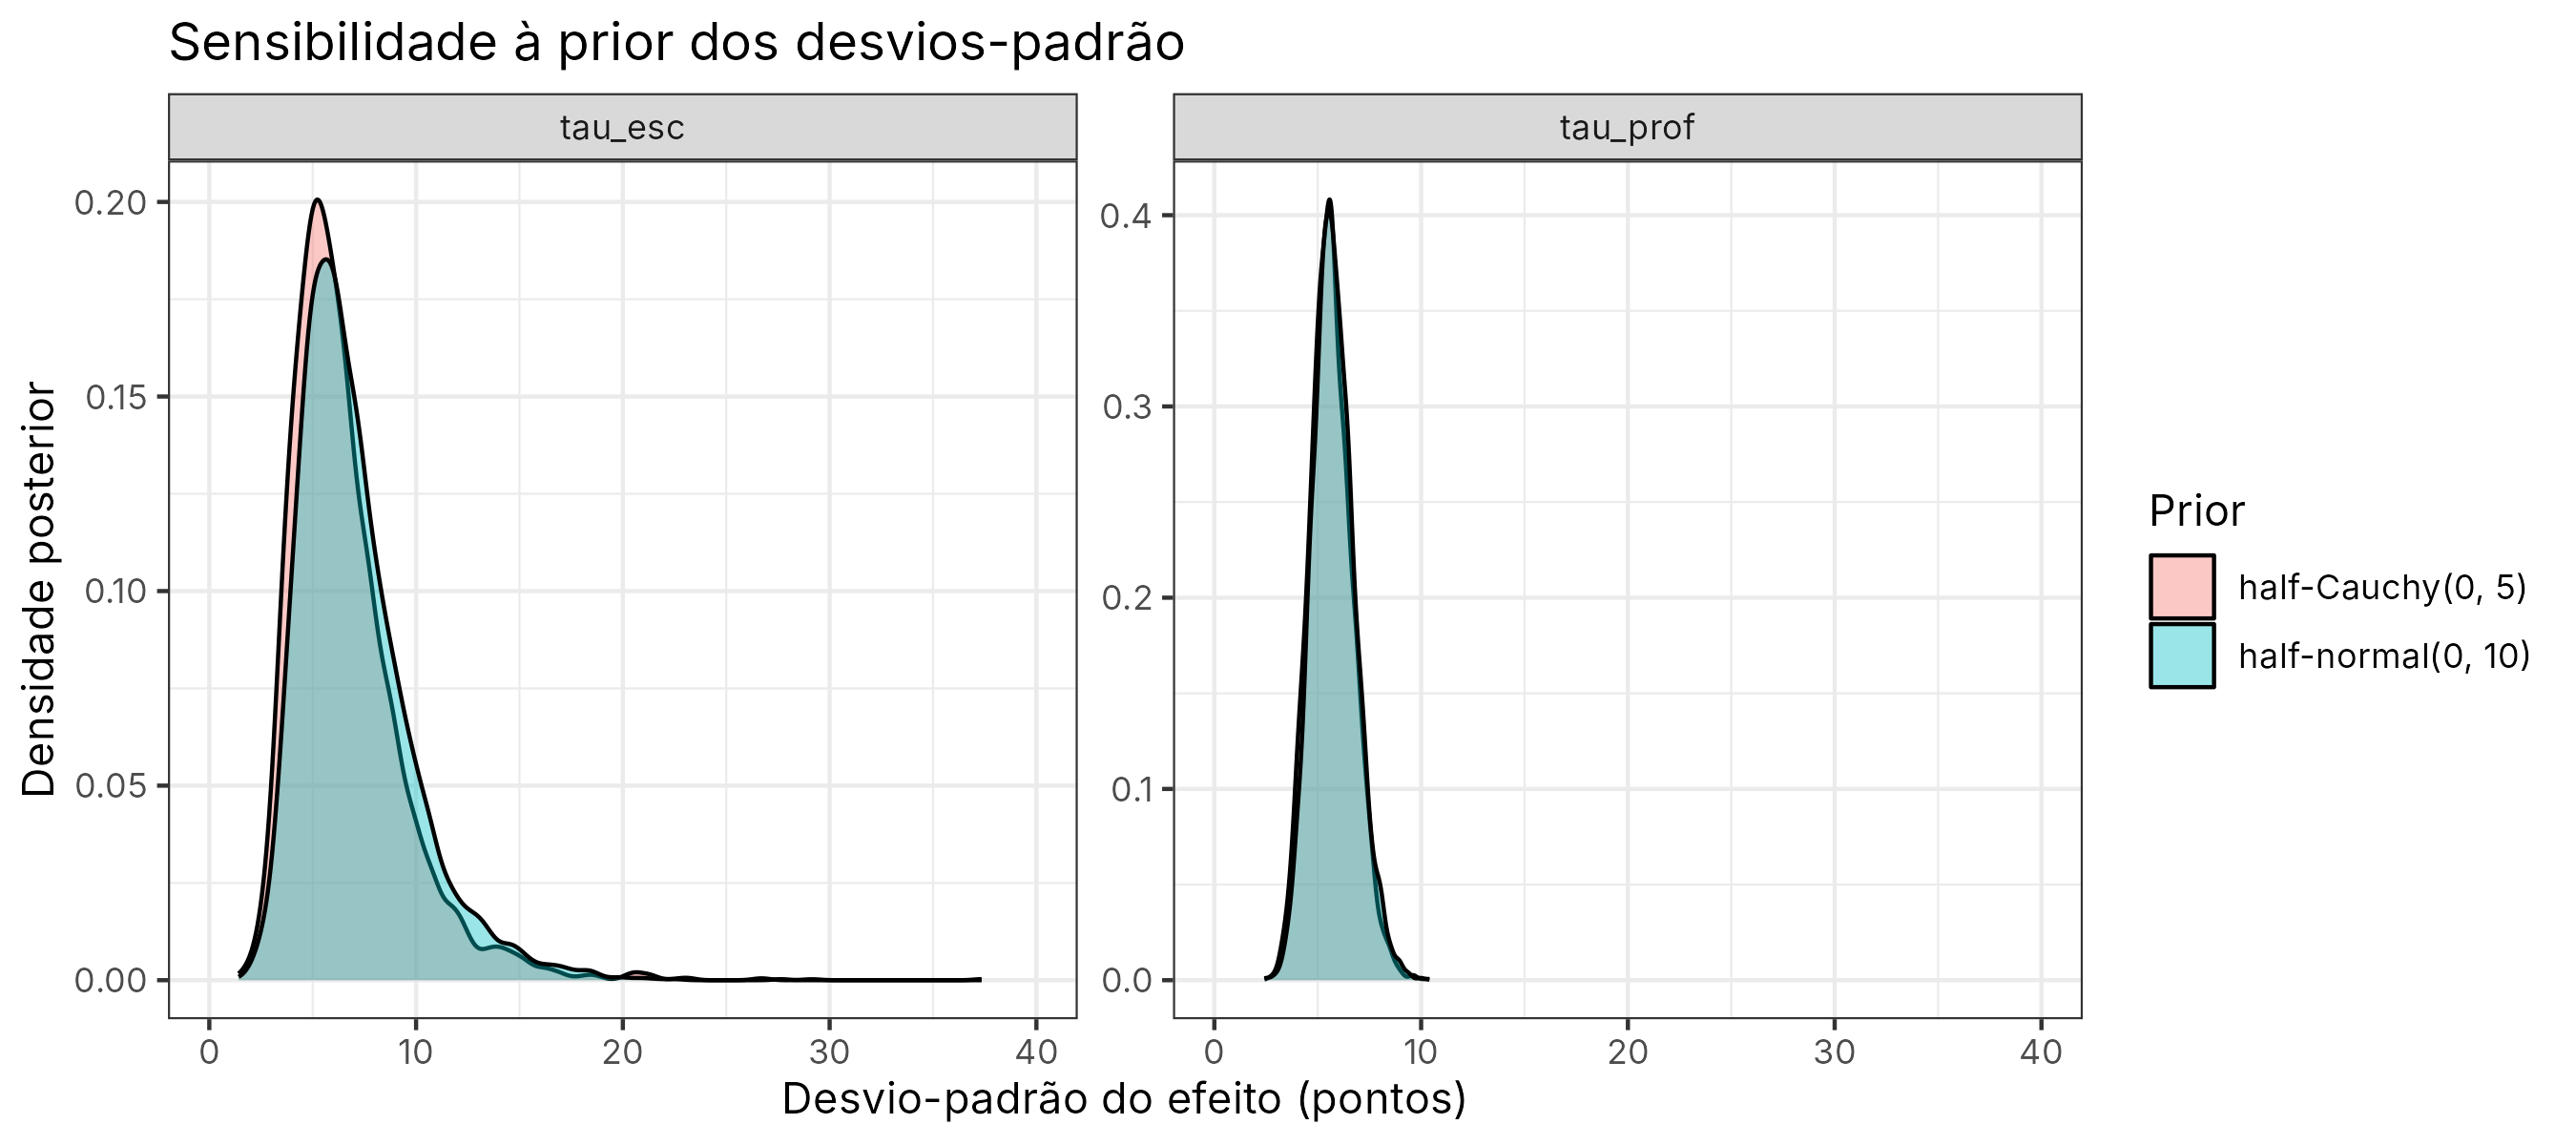 Sensibilidade à prior dos desvios-padrão
tau_esc
tau_prof
Densidade posterior
0.20
0.15
0.10
0.05
0.00
0.4
0.3
0.2
0.1
0.0
0 10 20 30 40
0 10 20 30 40
Desvio-padrão do efeito (pontos)
Prior
half-Cauchy(0, 5)
half-normal(0, 10)